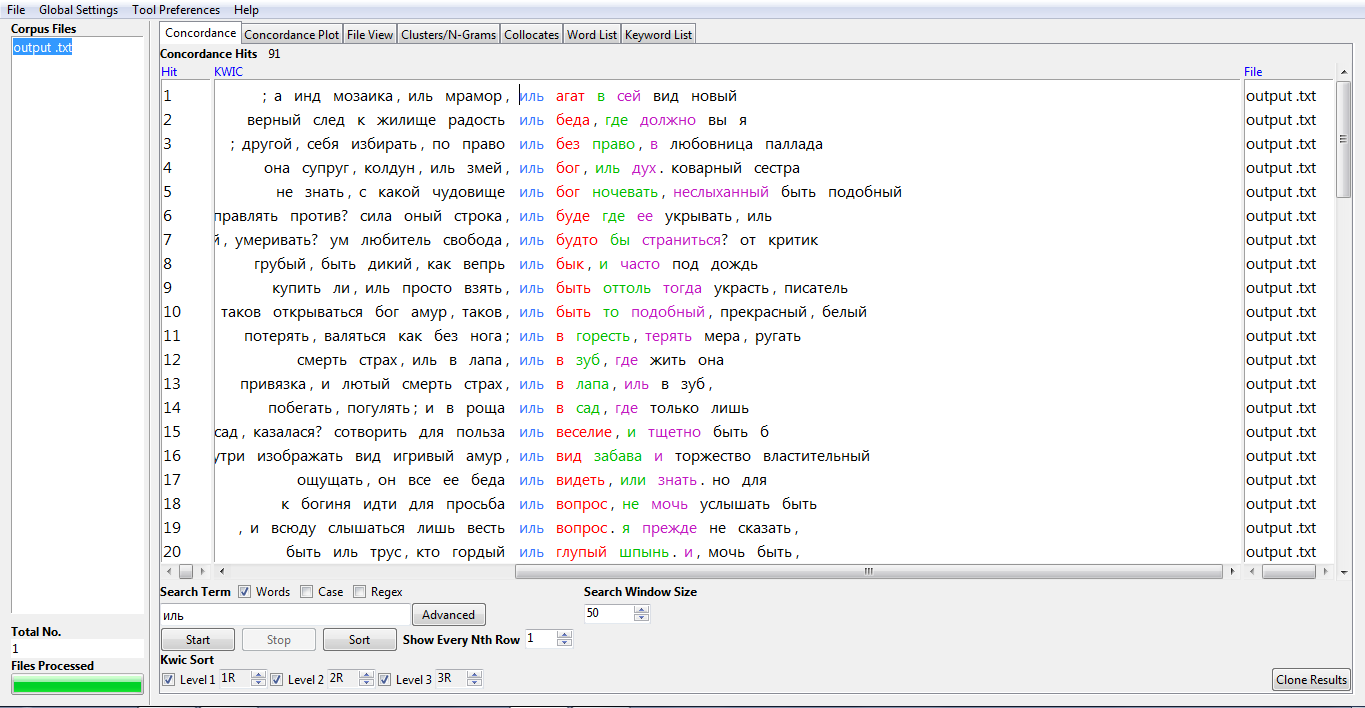 File Global Settings Tool Preferences Help
Corpus Files
output .txt
Total No.
1
Files Processed
Concordance Concordance Plot File View Clusters/N-Grams Collocates Word List Keyword List
Concordance Hits 91
Hit KWIC File
1 ; а инд мозаика, иль мрамор, иль агат в сей вид новый output .txt
2 верный след к жилище радость иль беда, где должно вы я output .txt
3 ; другой, себя избирать, по право иль без право, в любовница паллада output .txt
4 она супруг, колдун, иль змей, иль бог, иль дух. коварный сестра output .txt
5 не знать, с какой чудовище иль бог ночевать, неслыханный быть подобный output .txt
6 правлять против? сила оный строка, иль буде где ее укрывать, иль output .txt
7 й, умеривать? ум любитель свобода, иль будто бы страниться? от критик output .txt
8 грубый, быть дикий, как вепрь иль бык, и часто под дождь output .txt
9 купить ли, иль просто взять, иль быть оттоль тогда украсть, писатель output .txt
10 таков открываться бог амур, таков, иль быть то подобный, прекрасный, белый output .txt
11 потерять, валяться как без нога; иль в горесть, терять мера, ругать output .txt
12 смерть страх, иль в лапа, иль в зуб, где жить она output .txt
13 привязка, и лютый смерть страх, иль в лапа, иль в зуб, output .txt
14 побегать, погулять; и в роща иль в сад, где только лишь output .txt
15 сад, казалася? сотворить для польза иль веселие, и тщетно быть б output .txt
16 утри изображать вид игривый амур, иль вид забава и торжество властительный output .txt
17 ощущать, он все ее беда иль видеть, или знать. но для output .txt
18 к богиня идти для просьба иль вопрос, не мочь услышать быть output .txt
19 , и всюду слышаться лишь весть иль вопрос. я прежде не сказать, output .txt
20 быть иль трус, кто гордый иль глупый шпынь. и, мочь быть, output .txt
Search Term Words Case Regex Search Window Size
иль Advanced 50
Start Stop Sort Show Every Nth Row 1
Kwic Sort
Level 1 1R Level 2 2R Level 3 3R Clone Results